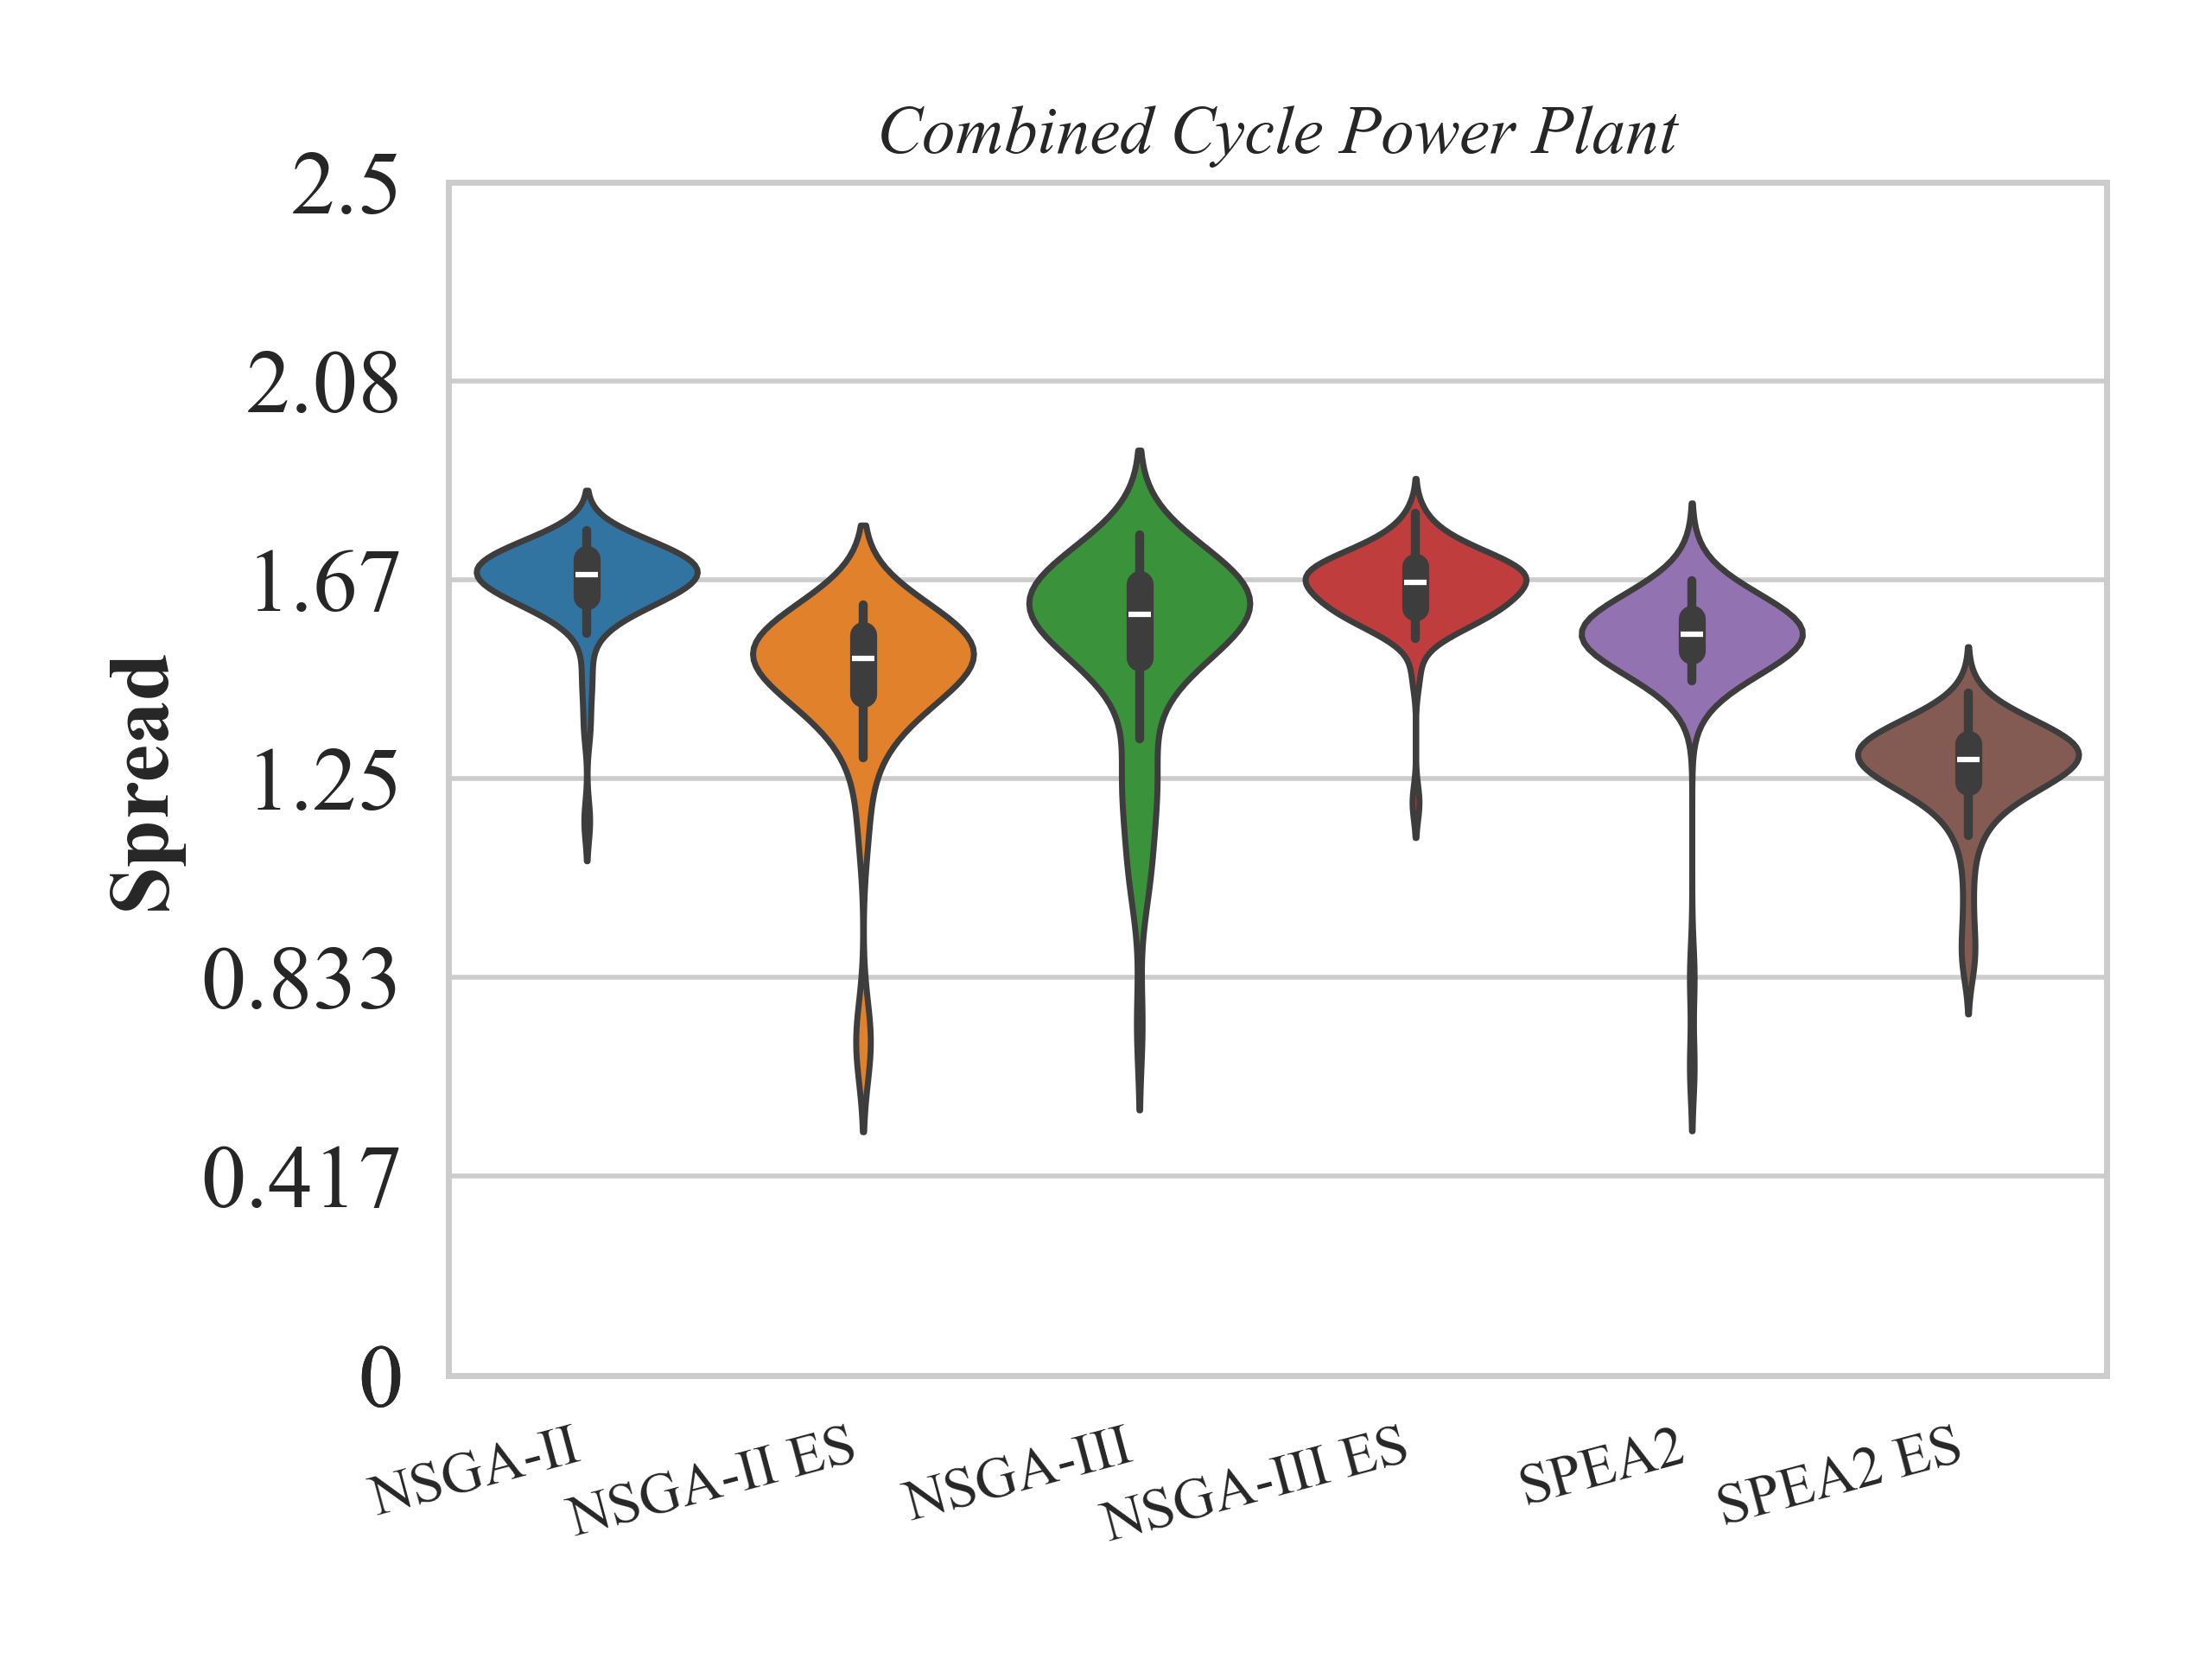 Combined Cycle Power Plant
2.5
2.08
1.67
1.25
0.833
0.417
0
Spread
NSGA-II
NSGA-II ES
NSGA-III
NSGA-III ES
SPEA2
SPEA2 ES